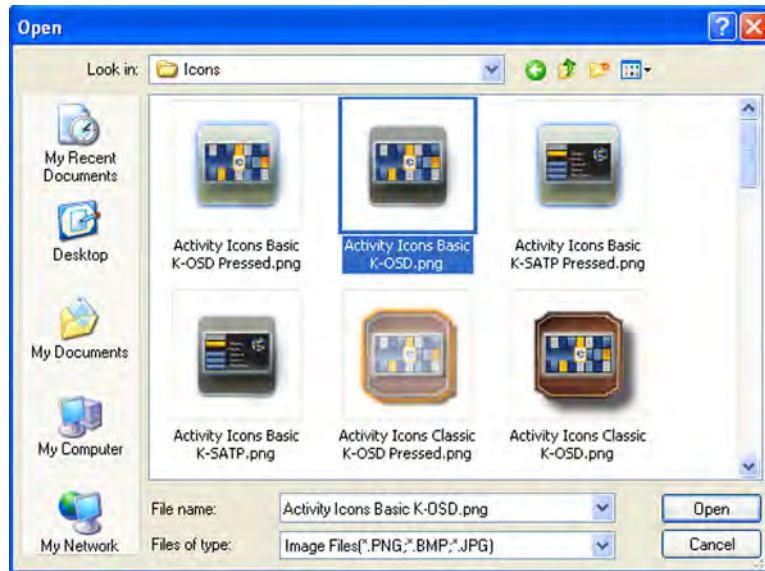 Open
Look in:
Icons
My Recent
Documents
Desktop
My Documents
My Computer
My Network
Activity Icons Basic
K-OSD Pressed.png
Activity Icons Basic
K-OSD.png
Activity Icons Basic
K-SATP Pressed.png
Activity Icons Basic
K-SATP.png
Activity Icons Classic
K-OSD Pressed.png
Activity Icons Classic
K-OSD.png
File name:
Activity Icons Basic K-OSD.png
Open
Files of type:
Image Files(*.PNG;*.BMP;*.JPG)
Cancel